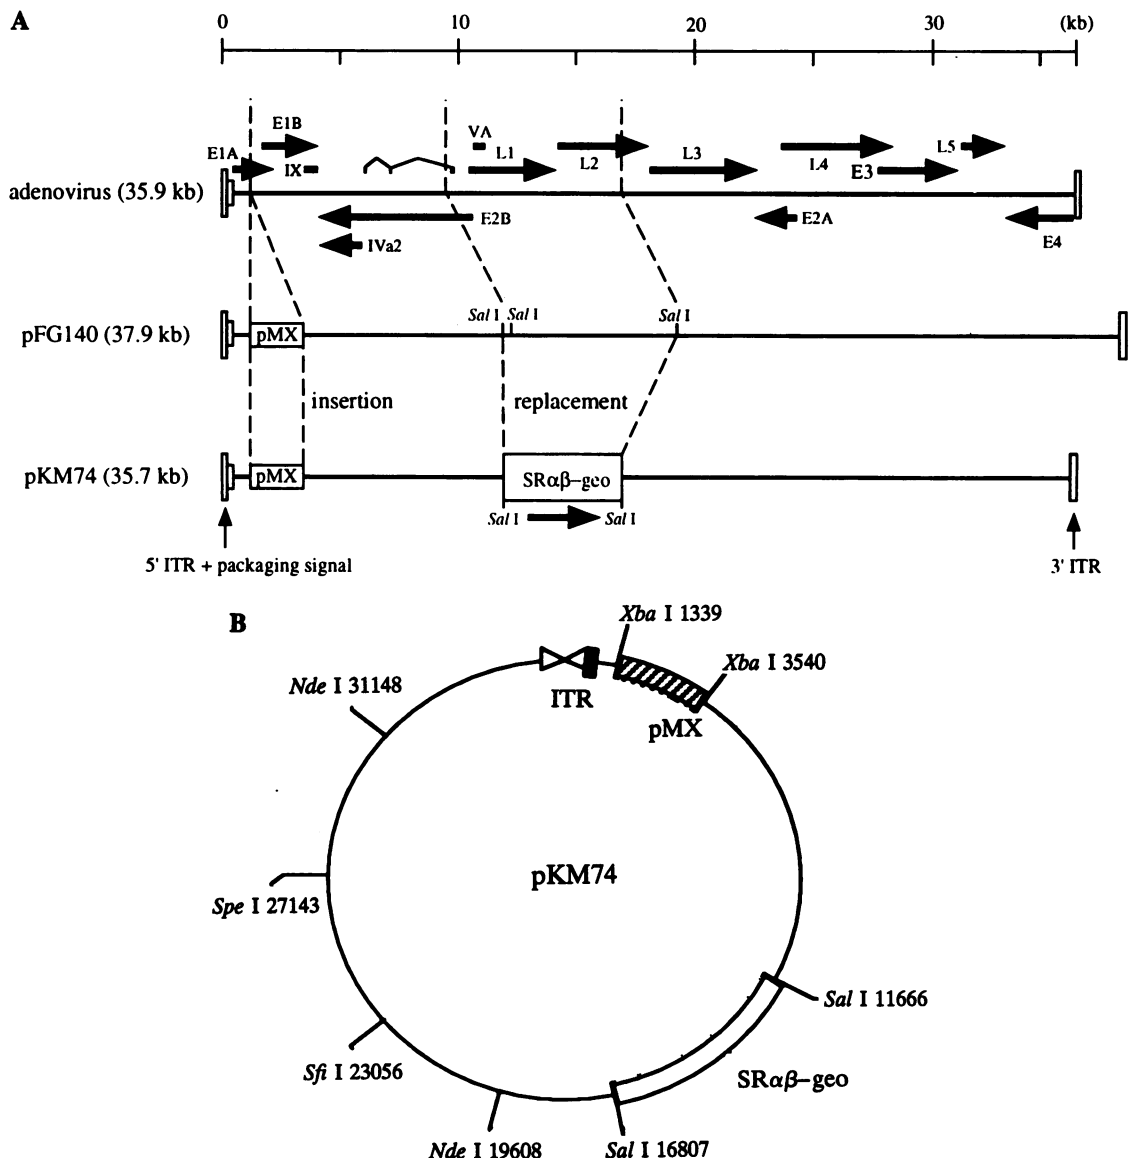 A
0 10 20 30 (kb)
E1B
VA
L5
E1A
IX
L1
L2
L3
L4
E3
adenovirus (35.9 kb)
E2B
E2A
IVa2
E4
Sal I Sal I Sal I
pFG140 (37.9 kb)
pMX
insertion
replacement
pKM74 (35.7 kb)
pMX
SRαβ–geo
Sal I Sal I
5' ITR + packaging signal
3' ITR
B
Xba I 1339
Xba I 3540
Nde I 31148
ITR
pMX
pKM74
Spe I 27143
Sal I 11666
Sfi I 23056
SRαβ–geo
Nde I 19608
Sal I 16807